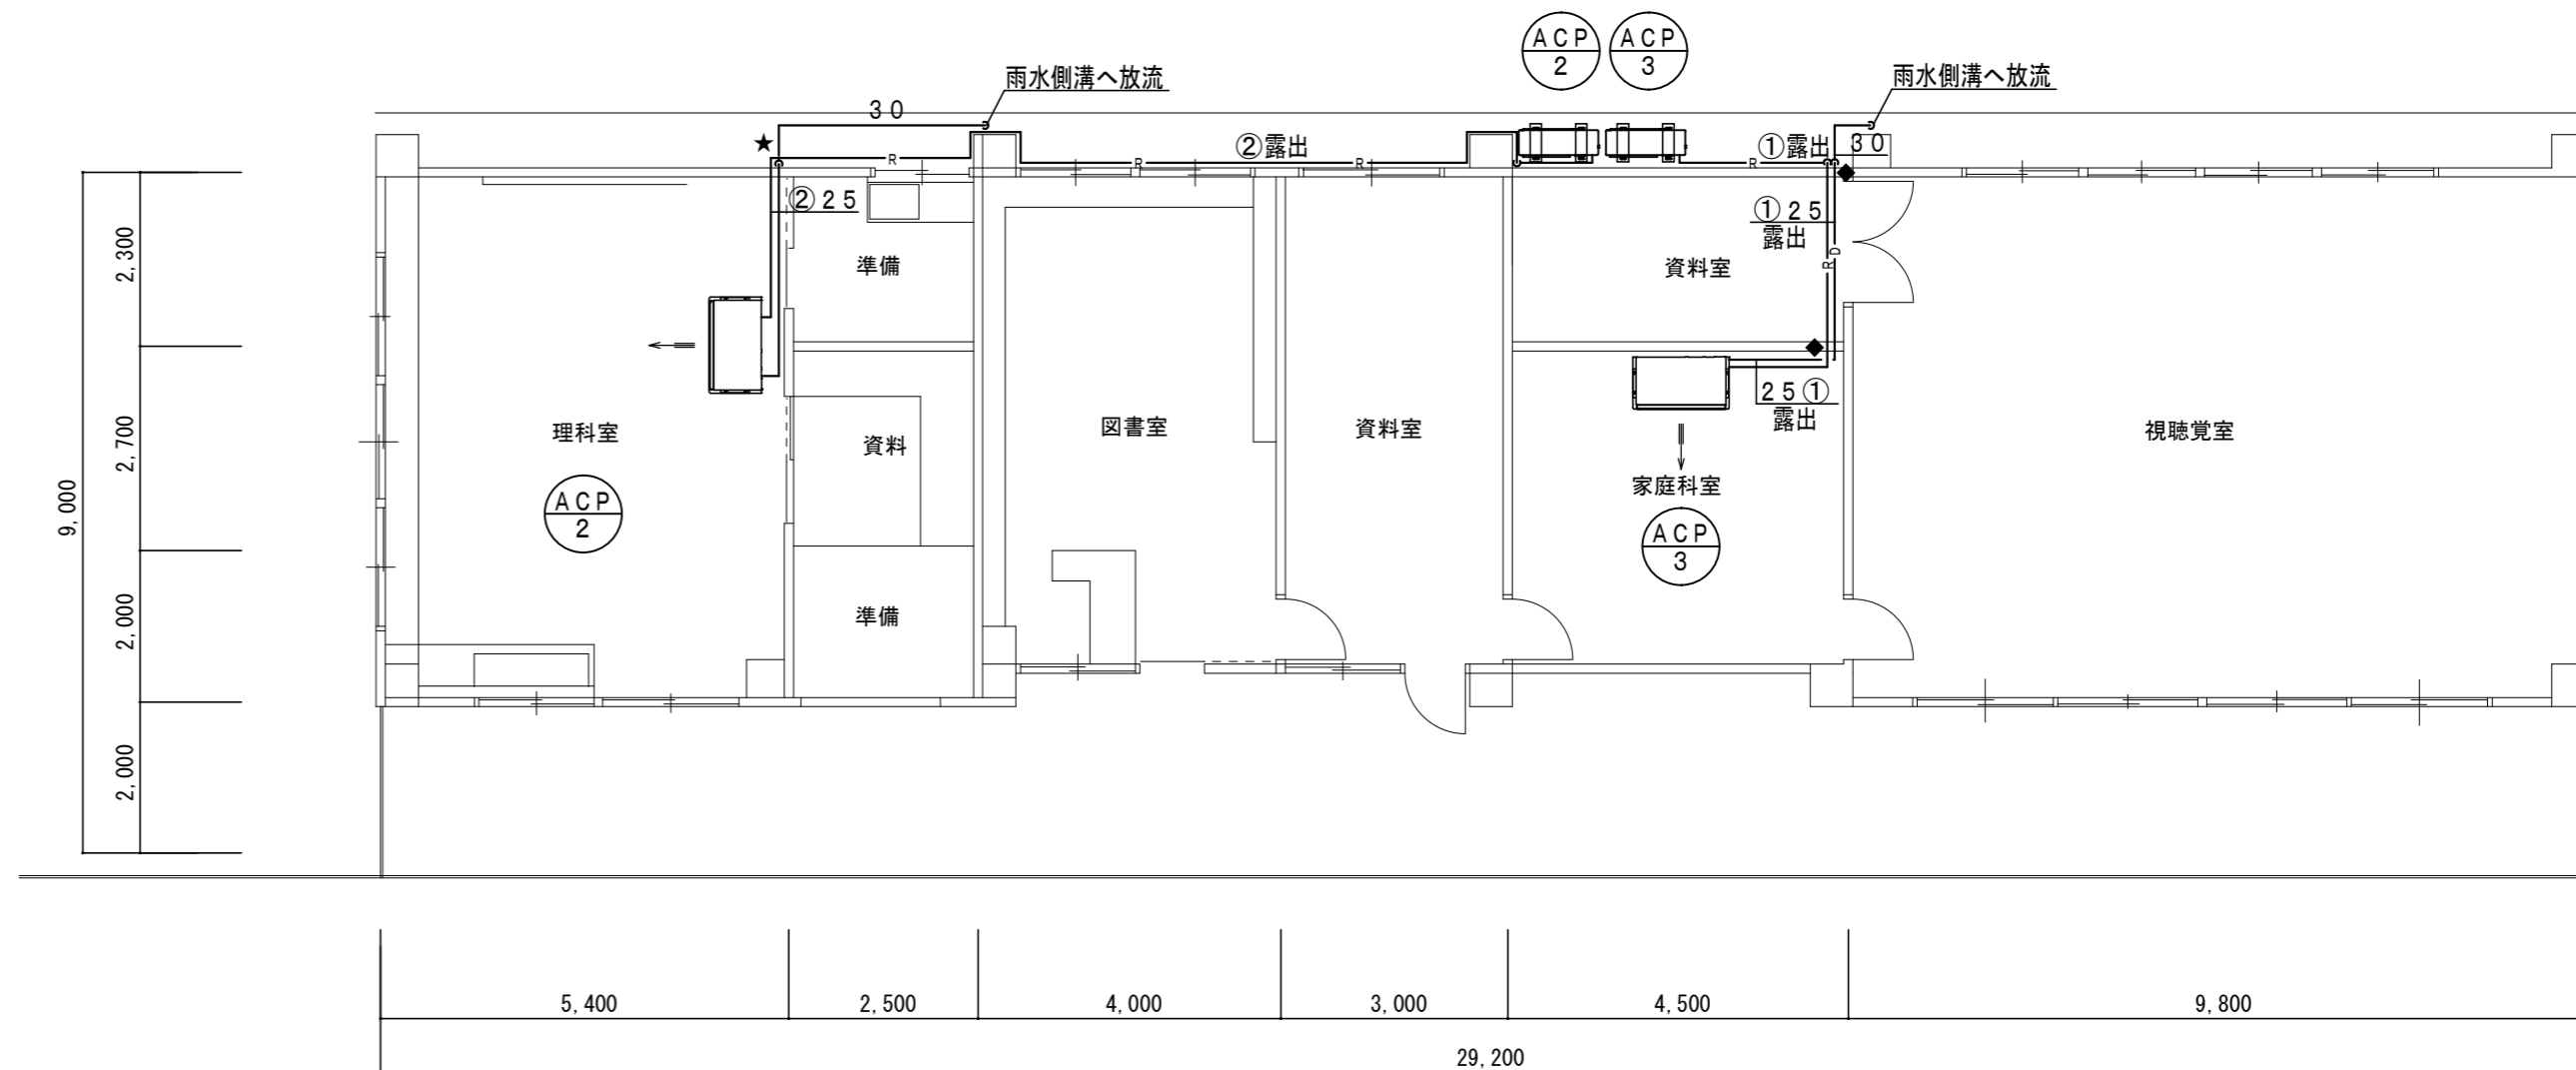 ACP
2
ACP
3
雨水側溝へ放流
雨水側溝へ放流
30
★
R
②露出
R
R
R
①露出
30
②25
①25
露出
D
R
2,300
準備
資料室
25①
露出
2,700
理科室
資料
図書室
資料室
視聴覚室
9,000
家庭科室
ACP
2
ACP
3
2,000
準備
2,000
5,400
2,500
4,000
3,000
4,500
9,800
29,200